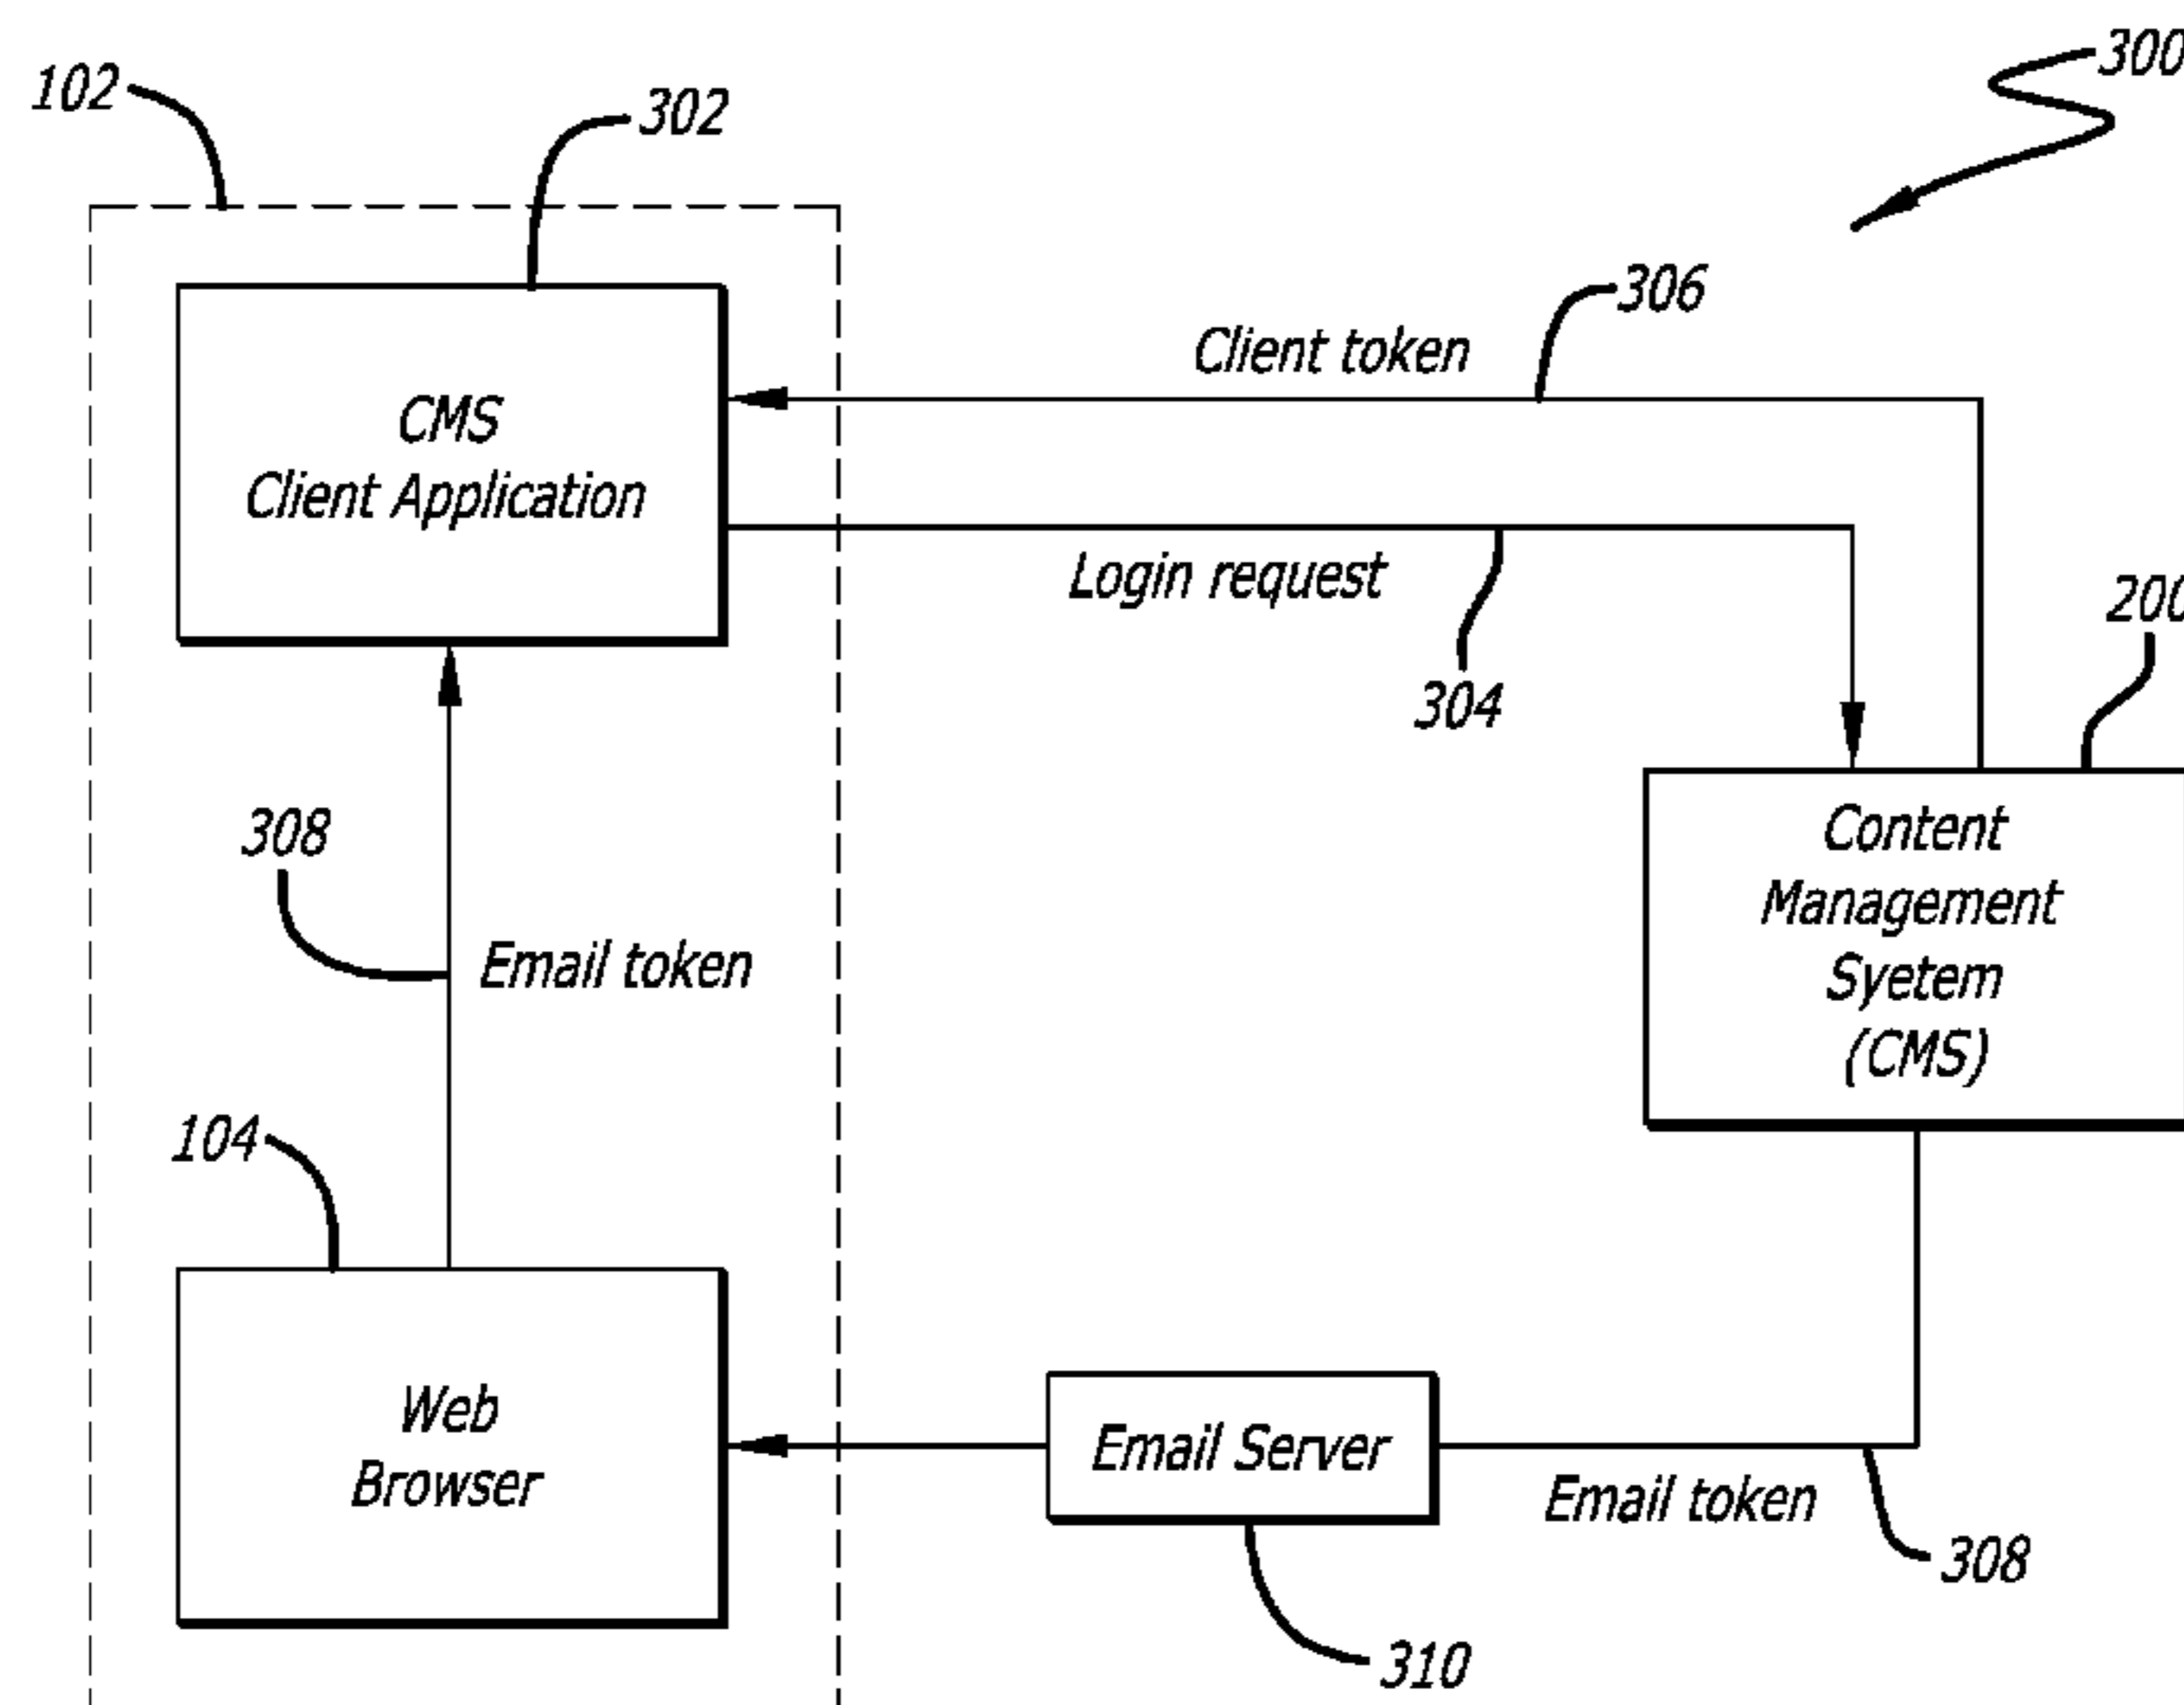 300
102
302
306
Client token
CMS
Client Application
Login request
200
304
Content
Management
Syetem
(CMS)
308
Email token
104
Web
Browser
Email Server
Email token
308
310